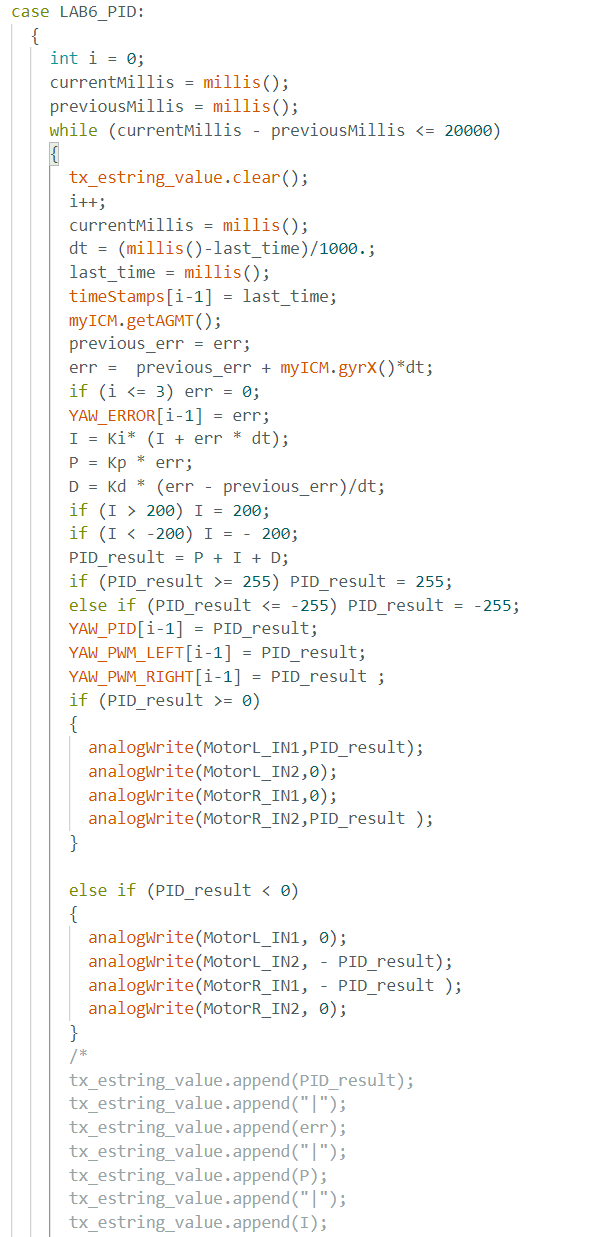 case LAB6_PID:
{
int i = 0;
currentMillis = millis();
previousMillis = millis();
while (currentMillis - previousMillis <= 20000)
{
tx_estring_value.clear();
i++;
currentMillis = millis();
dt = (millis()-last_time)/1000.;
last_time = millis();
timeStamps[i-1] = last_time;
myICM.getAGMT();
previous_err = err;
err =  previous_err + myICM.gyrX()*dt;
if (i <= 3) err = 0;
YAW_ERROR[i-1] = err;
I = Ki* (I + err * dt);
P = Kp * err;
D = Kd * (err - previous_err)/dt;
if (I > 200) I = 200;
if (I < -200) I = - 200;
PID_result = P + I + D;
if (PID_result >= 255) PID_result = 255;
else if (PID_result <= -255) PID_result = -255;
YAW_PID[i-1] = PID_result;
YAW_PWM_LEFT[i-1] = PID_result;
YAW_PWM_RIGHT[i-1] = PID_result ;
if (PID_result >= 0)
{
analogWrite(MotorL_IN1,PID_result);
analogWrite(MotorL_IN2,0);
analogWrite(MotorR_IN1,0);
analogWrite(MotorR_IN2,PID_result );
}
else if (PID_result < 0)
{
analogWrite(MotorL_IN1, 0);
analogWrite(MotorL_IN2, - PID_result);
analogWrite(MotorR_IN1, - PID_result );
analogWrite(MotorR_IN2, 0);
}
/*
tx_estring_value.append(PID_result);
tx_estring_value.append("|");
tx_estring_value.append(err);
tx_estring_value.append("|");
tx_estring_value.append(P);
tx_estring_value.append("|");
tx_estring_value.append(I);